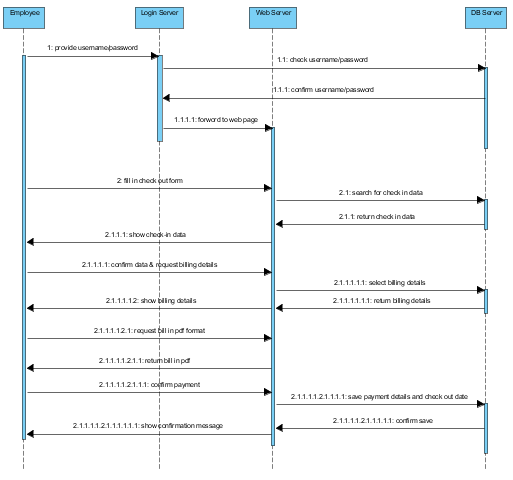 Employee
Login Server
Web Server
DB Server
1: provide username/password
1.1: check username/password
1.1.1: confirm username/password
1.1.1.1: forword to web page
2: fill in check out form
2.1: search for check in data
2.1.1: return check in data
2.1.1.1: show check-in data
2.1.1.1.1: confirm data & request billing details
2.1.1.1.1.1: select billing details
2.1.1.1.1.2: show billing details
2.1.1.1.1.1.1: return billing details
2.1.1.1.1.2.1: request bill in pdf format
2.1.1.1.1.2.1.1: return bill in pdf
2.1.1.1.1.2.1.1.1: confirm payment
2.1.1.1.1.2.1.1.1.1: save payment details and check out date
2.1.1.1.1.2.1.1.1.1.1: confirm save
2.1.1.1.1.2.1.1.1.1.1.1: show confirmation message